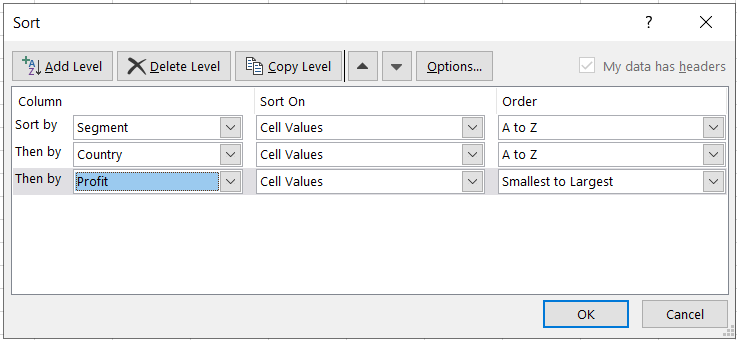 Sort ?
Add Level Delete Level Copy Level Options... My data has headers
Column Sort On Order
Sort by Segment Cell Values A to Z
Then by Country Cell Values A to Z
Then by Profit Cell Values Smallest to Largest
OK Cancel